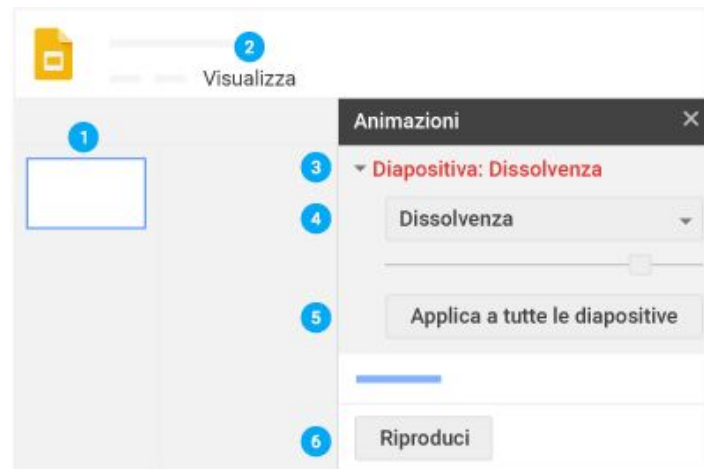 2
Visualizza
1
Animazioni
3
Diapositiva: Dissolvenza
4
Dissolvenza
5
Applica a tutte le diapositive
6
Riproduci